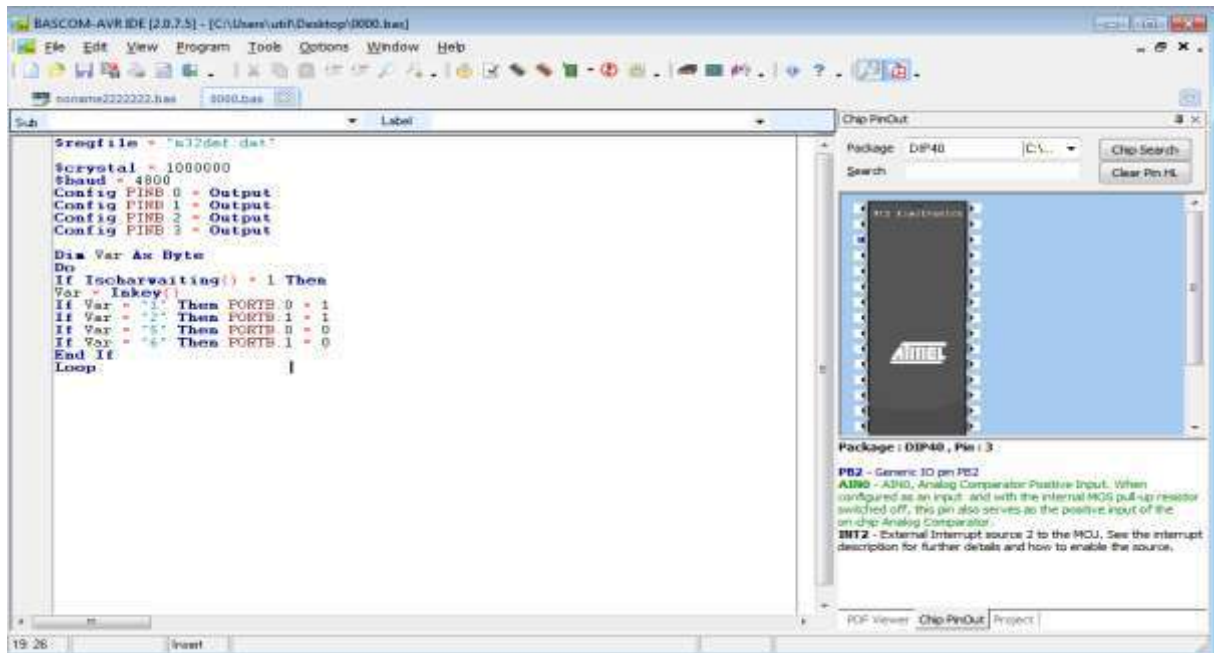 BASCOM-AVR IDE [2.0.7.5] - [C:\Users\util\Desktop\0000.bas]
File Edit View Program Tools Options Window Help
noname2222222.bas 0000.bas
Sub Label
$regfile = "m32def.dat"
$crystal = 1000000
$baud = 4800
Config PINB.0 = Output
Config PINB.1 = Output
Config PINB.2 = Output
Config PINB.3 = Output
Dim Var As Byte
Do
If Ischarwaiting() = 1 Then
Var = Inkey()
If Var = "1" Then PORTB.0 = 1
If Var = "2" Then PORTB.1 = 1
If Var = "5" Then PORTB.0 = 0
If Var = "6" Then PORTB.1 = 0
End If
Loop
Chip PinOut
Package DIP40 C:\... Chip Search
Search Clear Pin HL
MCS Electronics
ATMEL
Package : DIP40 , Pin : 3
PB2 - Generic IO pin PB2
AIN0 - AIN0, Analog Comparator Positive Input. When
configured as an input and with the internal MOS pull-up resistor
switched off, this pin also serves as the positive input of the
on-chip Analog Comparator.
INT2 - External Interrupt source 2 to the MCU. See the interrupt
description for further details and how to enable the source.
PDF Viewer Chip PinOut Project
19: 26 Insert